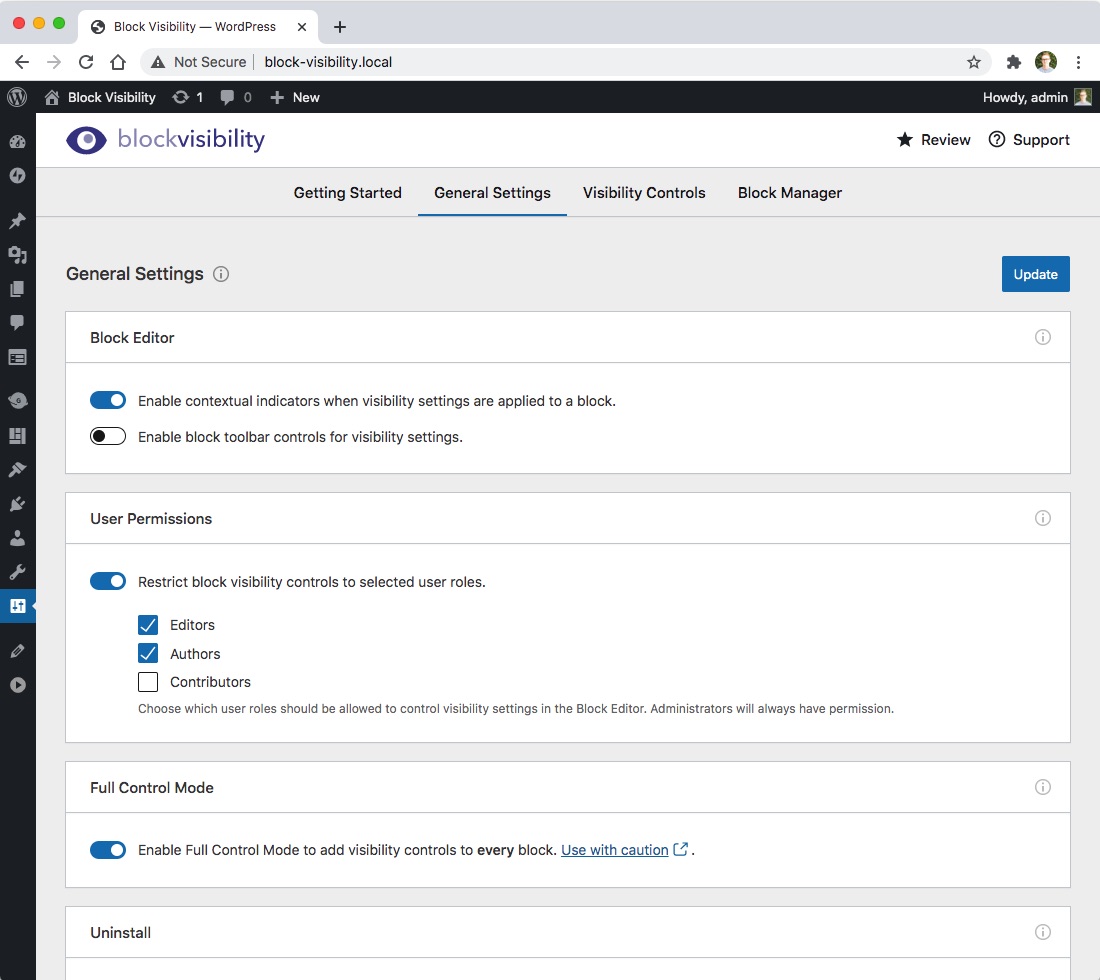 Block Visibility — WordPress
Not Secure block-visibility.local
Block Visibility 1 0 New Howdy, admin
blockvisibility Review Support
Getting Started General Settings Visibility Controls Block Manager
General Settings Update
Block Editor
Enable contextual indicators when visibility settings are applied to a block.
Enable block toolbar controls for visibility settings.
User Permissions
Restrict block visibility controls to selected user roles.
Editors
Authors
Contributors
Choose which user roles should be allowed to control visibility settings in the Block Editor. Administrators will always have permission.
Full Control Mode
Enable Full Control Mode to add visibility controls to every block. Use with caution .
Uninstall